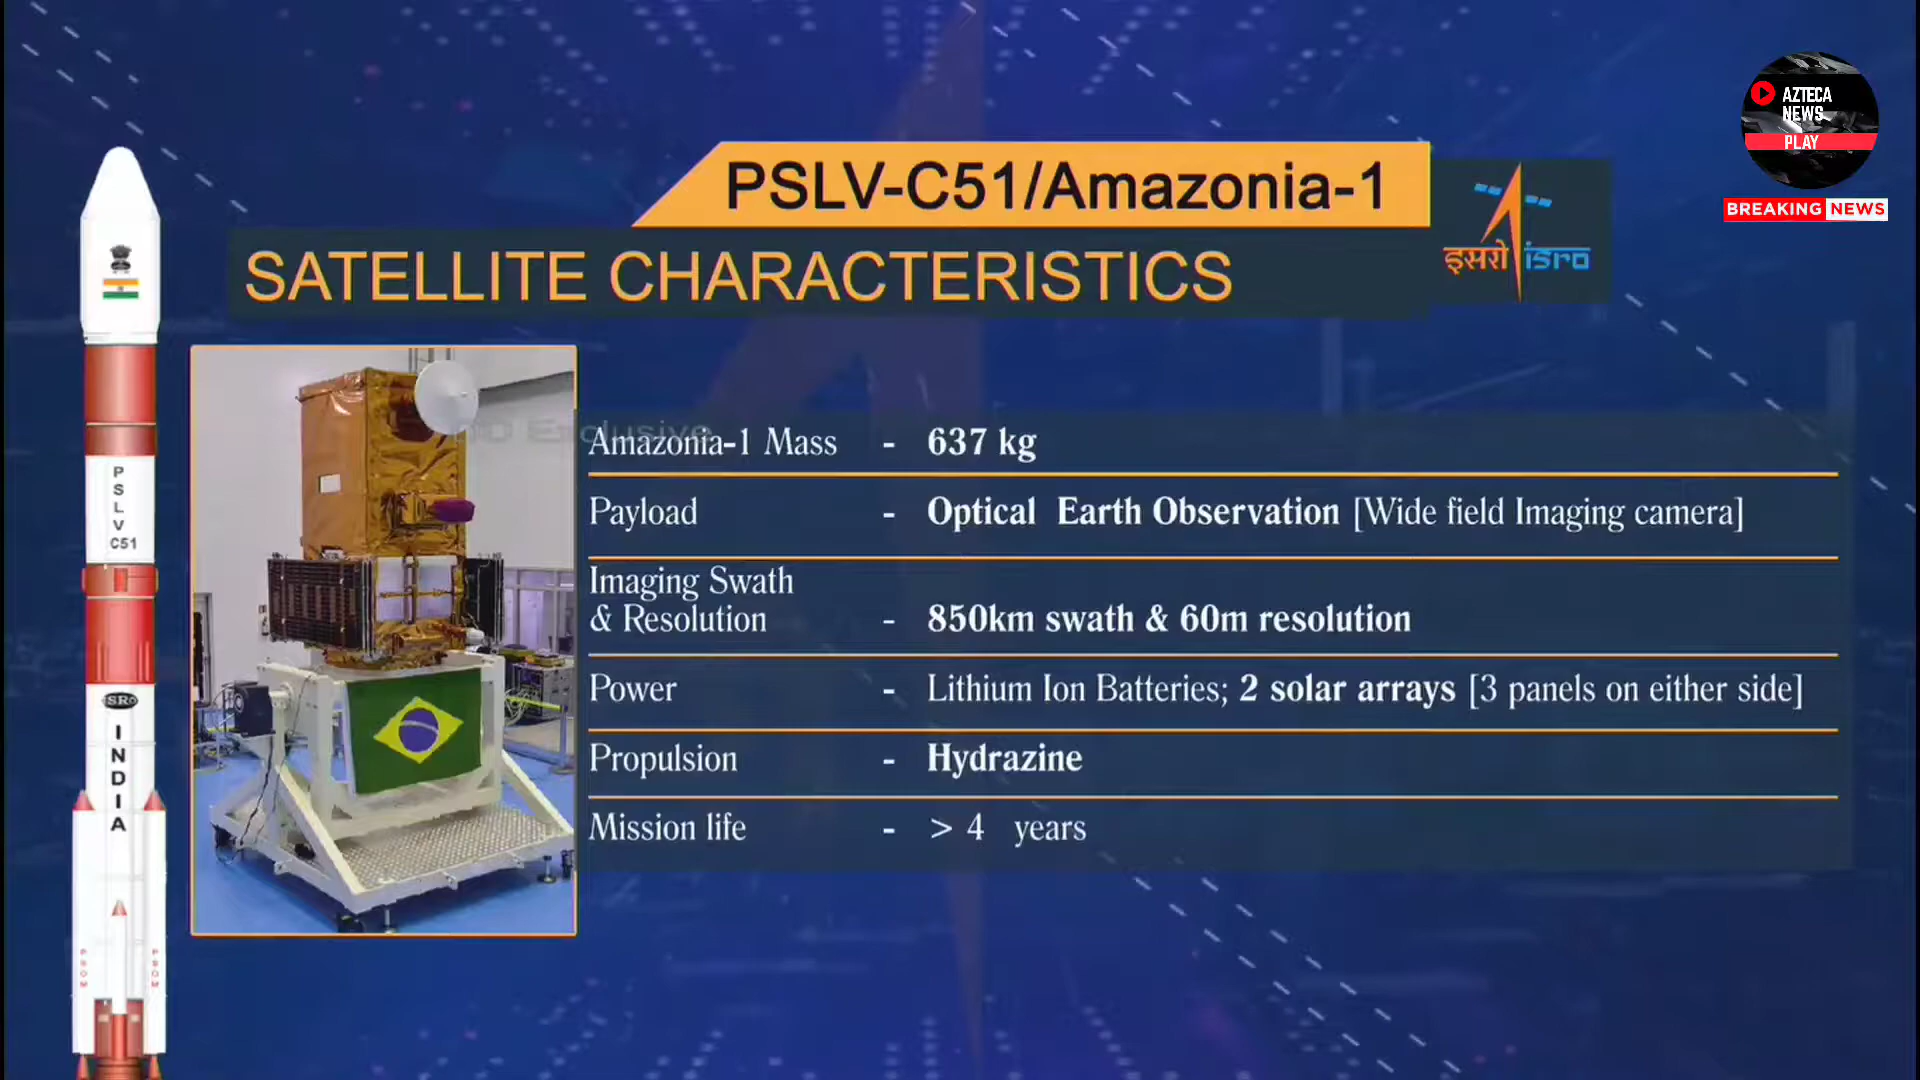 AZTECA
NEWS
PLAY
BREAKING NEWS
PSLV-C51/Amazonia-1
SATELLITE CHARACTERISTICS
इसरो isro
Amazonia-1 Mass - 637 kg
Payload - Optical Earth Observation [Wide field Imaging camera]
Imaging Swath
& Resolution - 850km swath & 60m resolution
Power - Lithium Ion Batteries; 2 solar arrays [3 panels on either side]
Propulsion - Hydrazine
Mission life - > 4 years
P
S
L
V
C51
ISRO
I
N
D
I
A